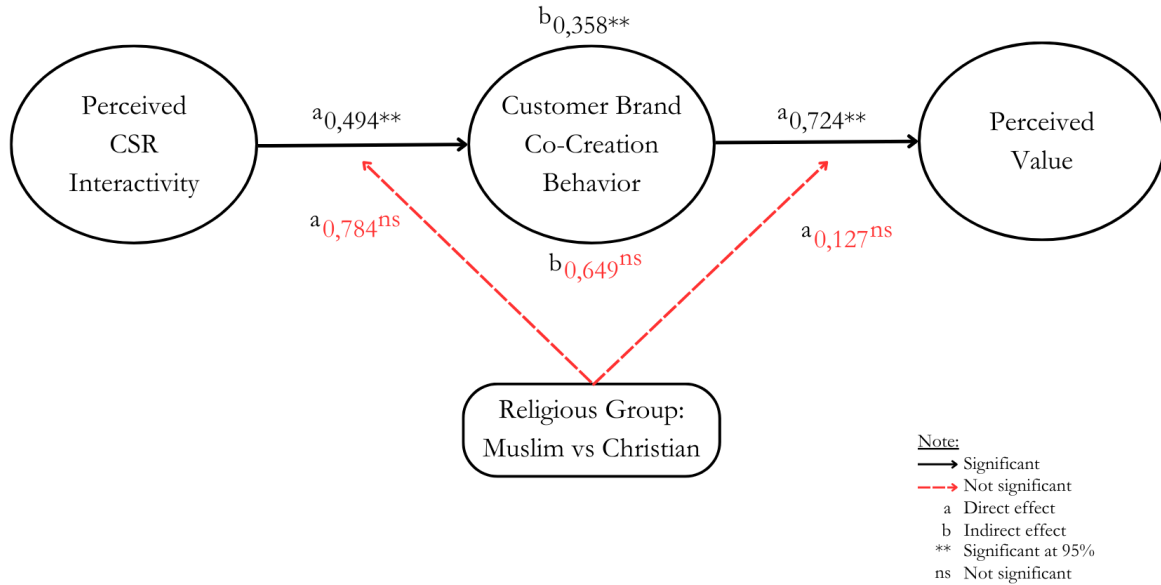 b0,358**
Perceived
CSR
Interactivity
a0,494**
Customer Brand
Co-Creation
Behavior
a0,724**
Perceived
Value
a0,784ns
b0,649ns
a0,127ns
Religious Group:
Muslim vs Christian
Note:
Significant
Not significant
a Direct effect
b Indirect effect
** Significant at 95%
ns Not significant